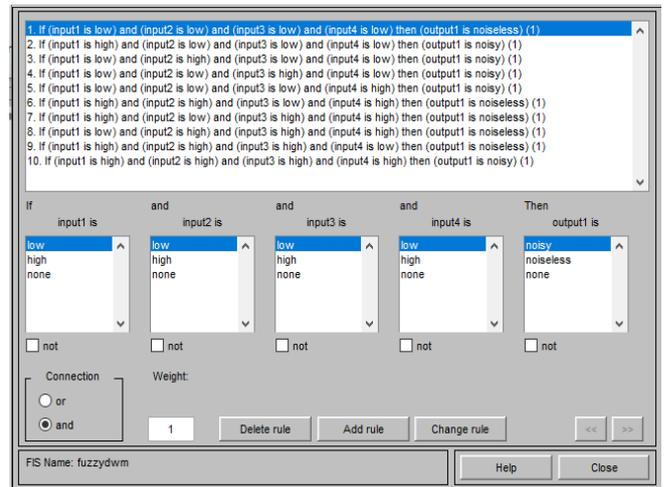 1. If (input1 is low) and (input2 is low) and (input3 is low) and (input4 is low) then (output1 is noiseless) (1)
2. If (input1 is high) and (input2 is low) and (input3 is low) and (input4 is low) then (output1 is noisy) (1)
3. If (input1 is low) and (input2 is high) and (input3 is low) and (input4 is low) then (output1 is noisy) (1)
4. If (input1 is low) and (input2 is low) and (input3 is high) and (input4 is low) then (output1 is noisy) (1)
5. If (input1 is low) and (input2 is low) and (input3 is low) and (input4 is high) then (output1 is noisy) (1)
6. If (input1 is high) and (input2 is high) and (input3 is low) and (input4 is high) then (output1 is noiseless) (1)
7. If (input1 is high) and (input2 is low) and (input3 is high) and (input4 is high) then (output1 is noiseless) (1)
8. If (input1 is low) and (input2 is high) and (input3 is high) and (input4 is high) then (output1 is noiseless) (1)
9. If (input1 is high) and (input2 is high) and (input3 is high) and (input4 is low) then (output1 is noiseless) (1)
10. If (input1 is high) and (input2 is high) and (input3 is high) and (input4 is high) then (output1 is noisy) (1)
If and and and Then
input1 is input2 is input3 is input4 is output1 is
low low low low noisy
high high high high noiseless
none none none none none
not not not not not
Connection Weight:
or
and 1 Delete rule Add rule Change rule << >>
FIS Name: fuzzydwm Help Close